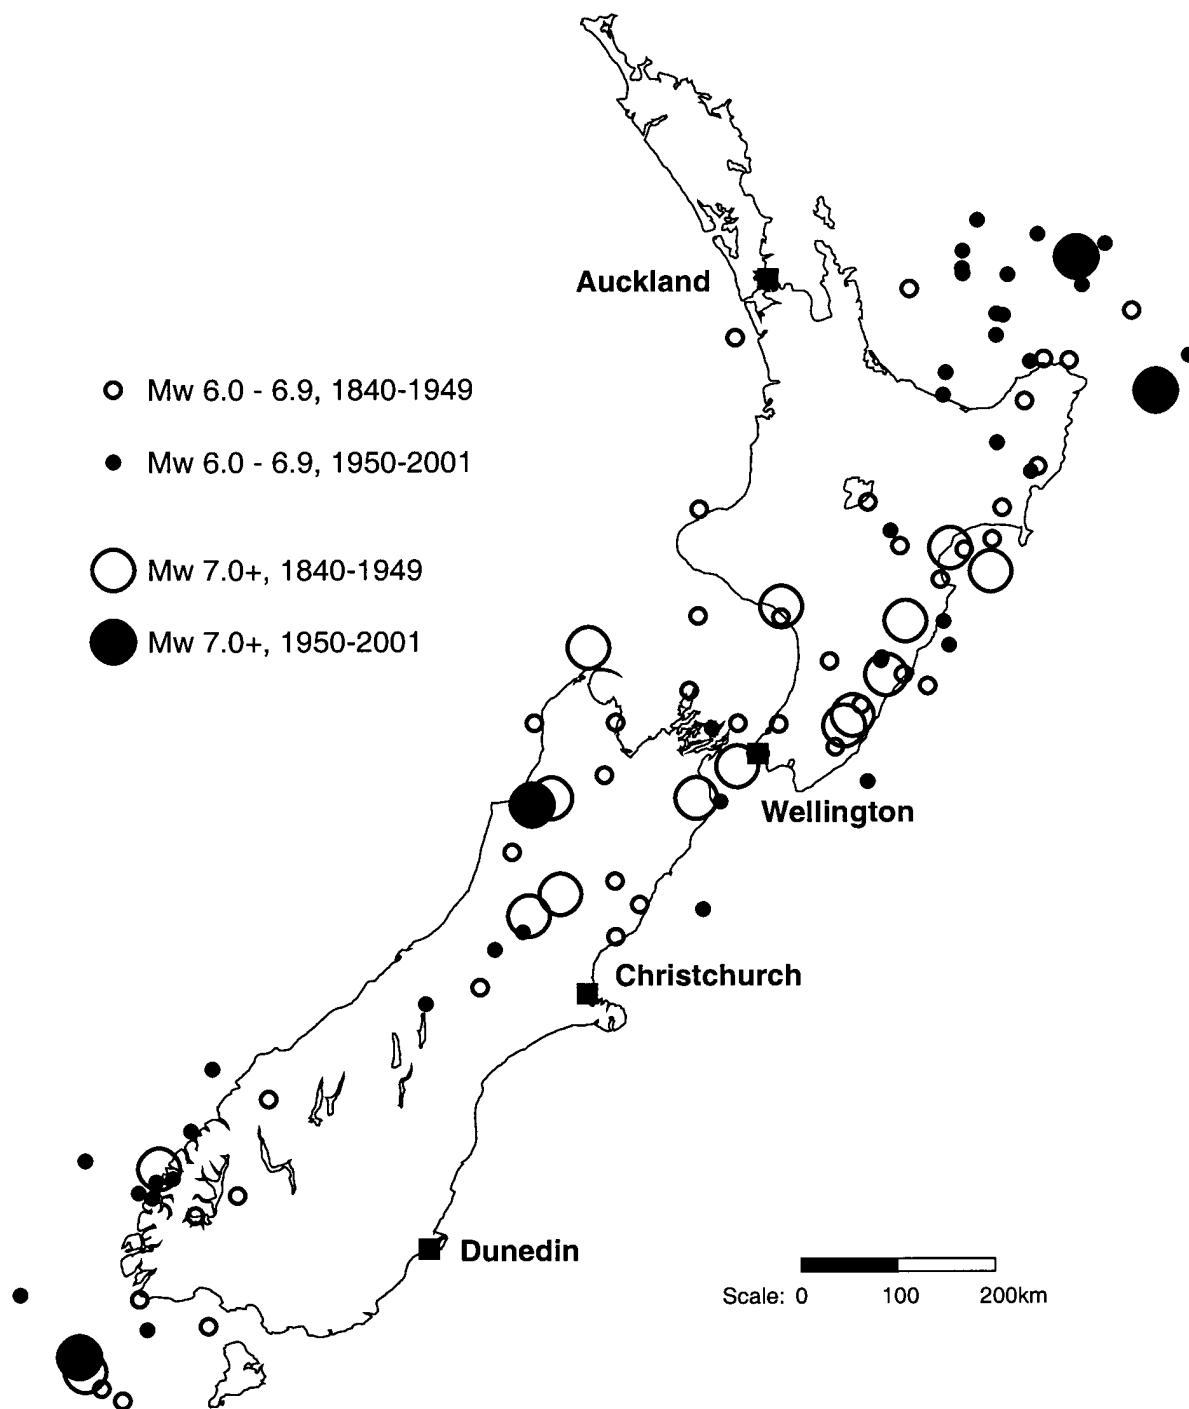 Auckland
Mw 6.0 - 6.9, 1840-1949
Mw 6.0 - 6.9, 1950-2001
Mw 7.0+, 1840-1949
Mw 7.0+, 1950-2001
Wellington
Christchurch
Dunedin
Scale: 0 100 200km